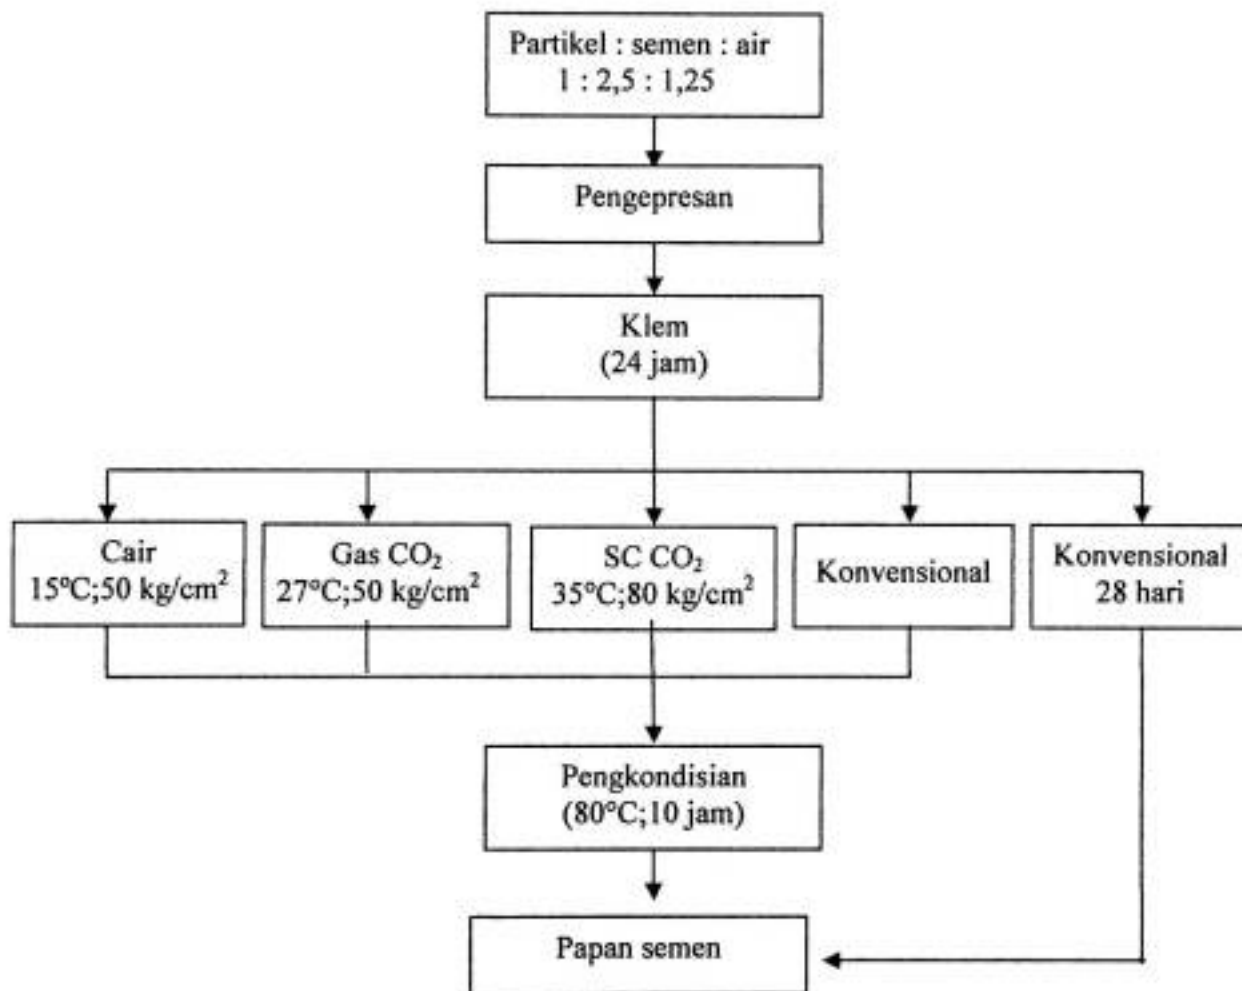 Partikel : semen : air
1 : 2,5 : 1,25
Pengepresan
Klem
(24 jam)
Cair
15°C;50 kg/cm²
Gas CO₂
27°C;50 kg/cm²
SC CO₂
35°C;80 kg/cm²
Konvensional
Konvensional
28 hari
Pengkondisian
(80°C;10 jam)
Papan semen